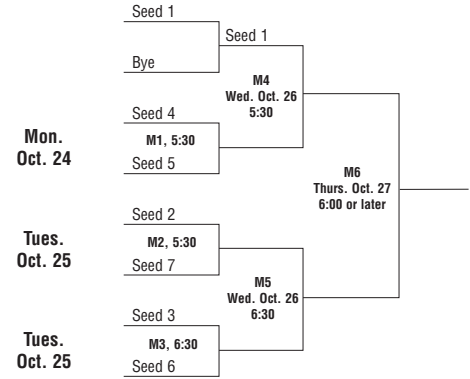 Seed 1
Seed 1
Bye
M4
Wed. Oct. 26
5:30
Seed 4
Mon.
Oct. 24
M1, 5:30
Seed 5
M6
Thurs. Oct. 27
6:00 or later
Seed 2
Tues.
Oct. 25
M2, 5:30
Seed 7
M5
Wed. Oct. 26
6:30
Seed 3
Tues.
Oct. 25
M3, 6:30
Seed 6